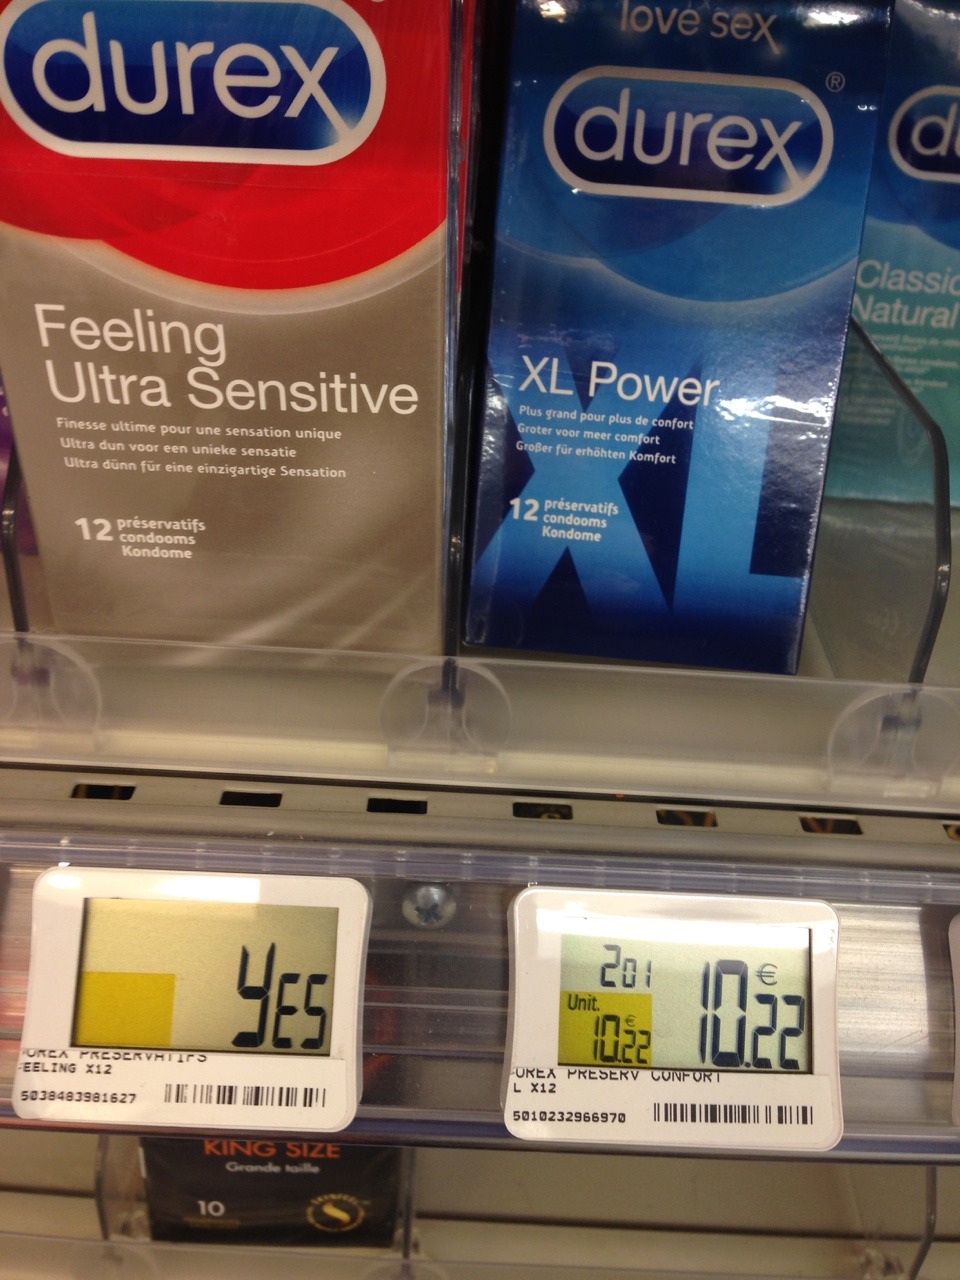 durex
Feeling
Ultra Sensitive
Finesse ultime pour une sensation unique
Ultra dun voor een unieke sensatie
Ultra dünn für eine einzigartige Sensation
12 préservatifs
condooms
Kondome
love sex
durex®
XL Power
Plus grand pour plus de confort
Groter voor meer comfort
Großer für erhöhten Komfort
12 préservatifs
condooms
Kondome
XL
du
Classic
Natural
YES
DUREX PRESERVATIFS
EELING X12
5038483981627
201
€
10.22
Unit.
€
10.22
DUREX PRESERV CONFORT
L X12
5010232966970
KING SIZE
Grande taille
10